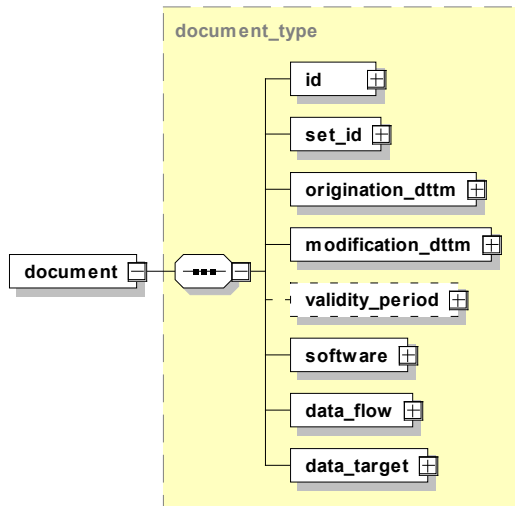 document_type
id
set_id
origination_dttm
modification_dttm
document
validity_period
software
data_flow
data_target